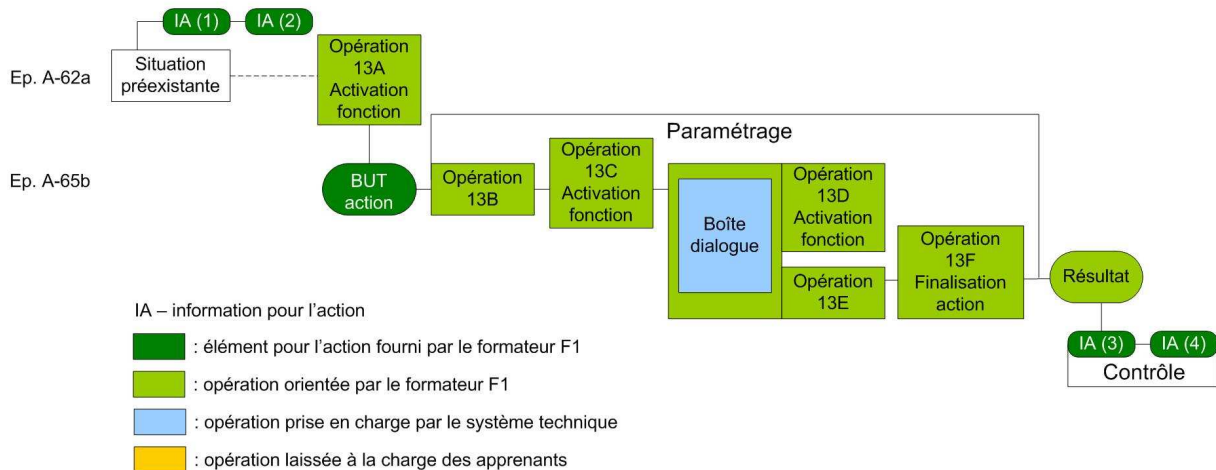 IA (1)
IA (2)
Ep. A-62a
Situation
préexistante
Opération
13A
Activation
fonction
Paramétrage
Ep. A-65b
BUT
action
Opération
13B
Opération
13C
Activation
fonction
Boîte
dialogue
Opération
13D
Activation
fonction
Opération
13E
Opération
13F
Finalisation
action
Résultat
IA (3)
IA (4)
Contrôle
IA – information pour l’action
: élément pour l’action fourni par le formateur F1
: opération orientée par le formateur F1
: opération prise en charge par le système technique
: opération laissée à la charge des apprenants